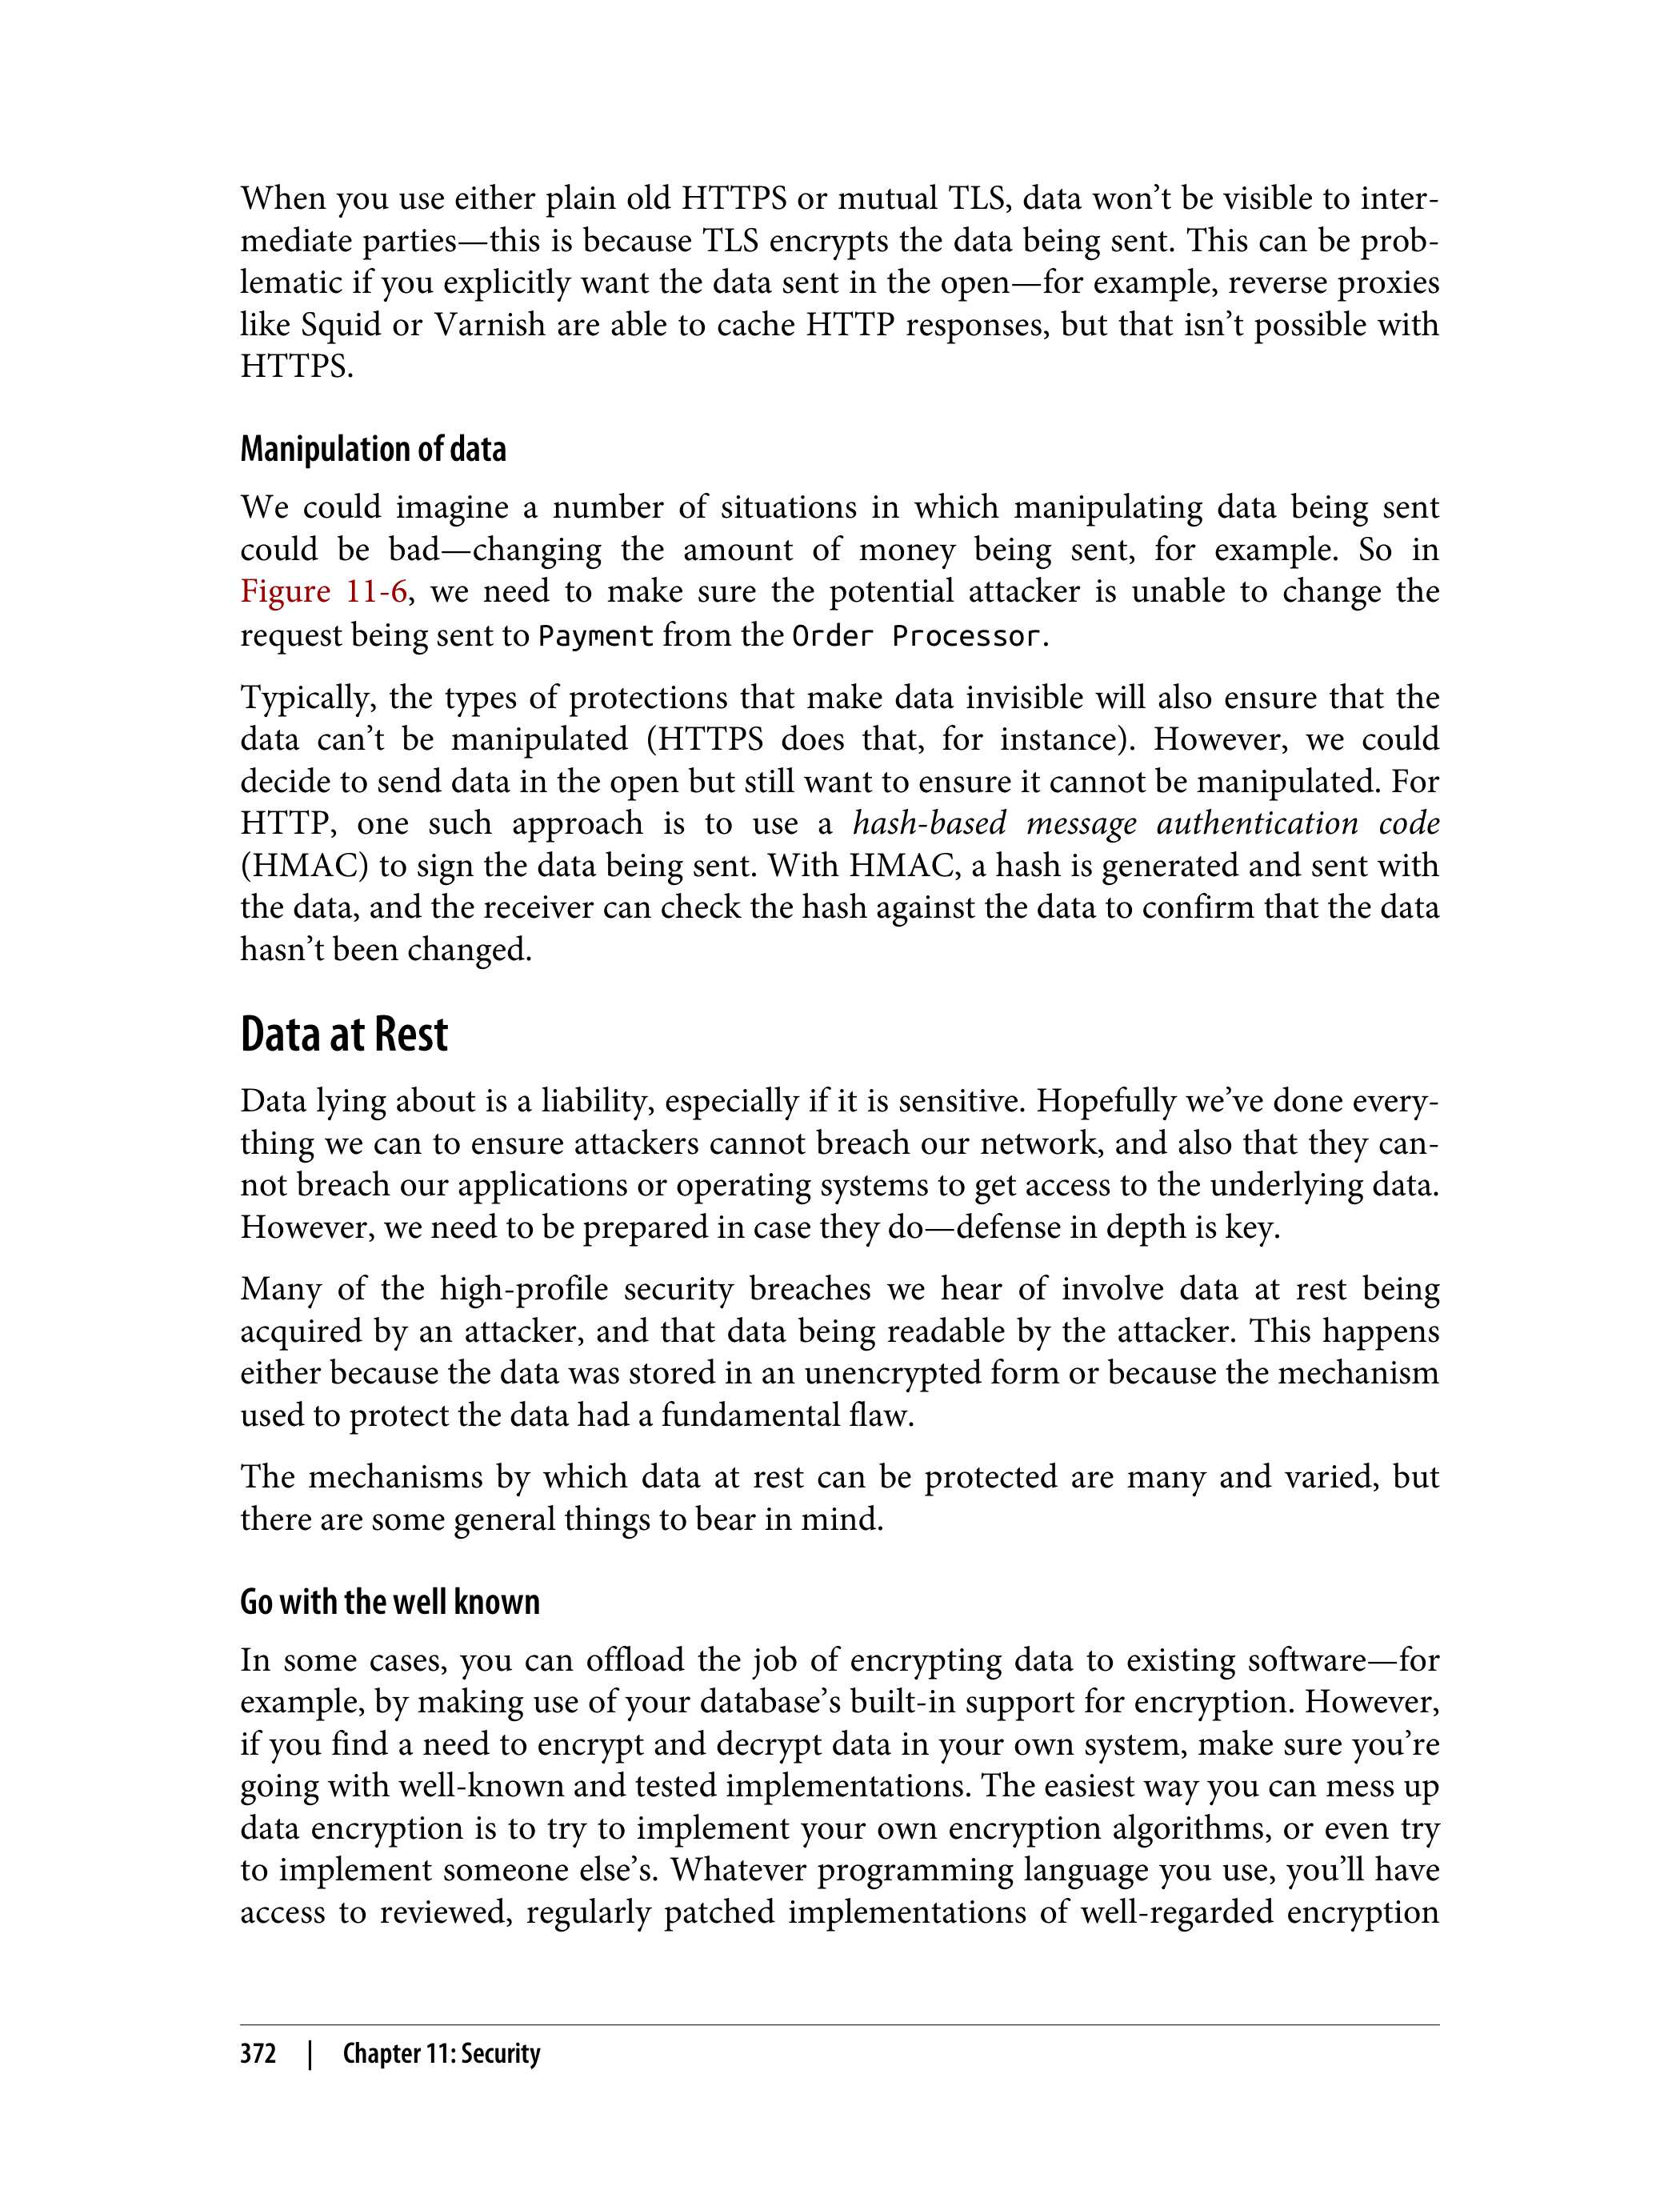 When you use either plain old HTTPS or mutual TLS, data won’t be visible to inter-
mediate parties—this is because TLS encrypts the data being sent. This can be prob-
lematic if you explicitly want the data sent in the open—for example, reverse proxies
like Squid or Varnish are able to cache HTTP responses, but that isn’t possible with
HTTPS.
Manipulation of data
We could imagine a number of situations in which manipulating data being sent
could be bad—changing the amount of money being sent, for example. So in
Figure 11-6, we need to make sure the potential attacker is unable to change the
request being sent to Payment from the Order Processor.
Typically, the types of protections that make data invisible will also ensure that the
data can’t be manipulated (HTTPS does that, for instance). However, we could
decide to send data in the open but still want to ensure it cannot be manipulated. For
HTTP, one such approach is to use a hash-based message authentication code
(HMAC) to sign the data being sent. With HMAC, a hash is generated and sent with
the data, and the receiver can check the hash against the data to confirm that the data
hasn’t been changed.
Data at Rest
Data lying about is a liability, especially if it is sensitive. Hopefully we’ve done every-
thing we can to ensure attackers cannot breach our network, and also that they can-
not breach our applications or operating systems to get access to the underlying data.
However, we need to be prepared in case they do—defense in depth is key.
Many of the high-profile security breaches we hear of involve data at rest being
acquired by an attacker, and that data being readable by the attacker. This happens
either because the data was stored in an unencrypted form or because the mechanism
used to protect the data had a fundamental flaw.
The mechanisms by which data at rest can be protected are many and varied, but
there are some general things to bear in mind.
Go with the well known
In some cases, you can offload the job of encrypting data to existing software—for
example, by making use of your database’s built-in support for encryption. However,
if you find a need to encrypt and decrypt data in your own system, make sure you’re
going with well-known and tested implementations. The easiest way you can mess up
data encryption is to try to implement your own encryption algorithms, or even try
to implement someone else’s. Whatever programming language you use, you’ll have
access to reviewed, regularly patched implementations of well-regarded encryption
372 | Chapter 11: Security